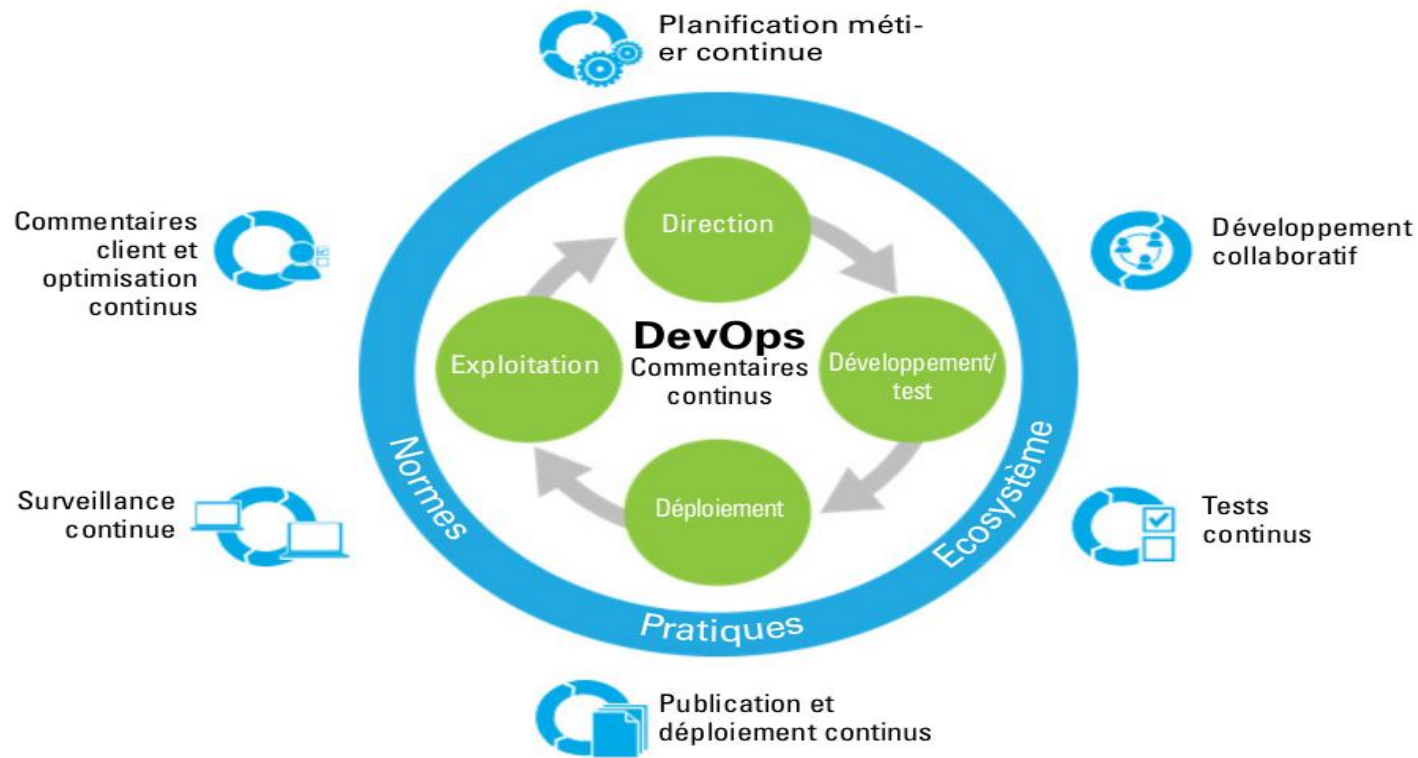 Planification méti-
er continue
Commentaires
client et
optimisation
continus
Développement
collaboratif
Direction
DevOps
Commentaires
continus
Exploitation
Développement/
test
Déploiement
Normes
Pratiques
Ecosystème
Surveillance
continue
Tests
continus
Publication et
déploiement continus